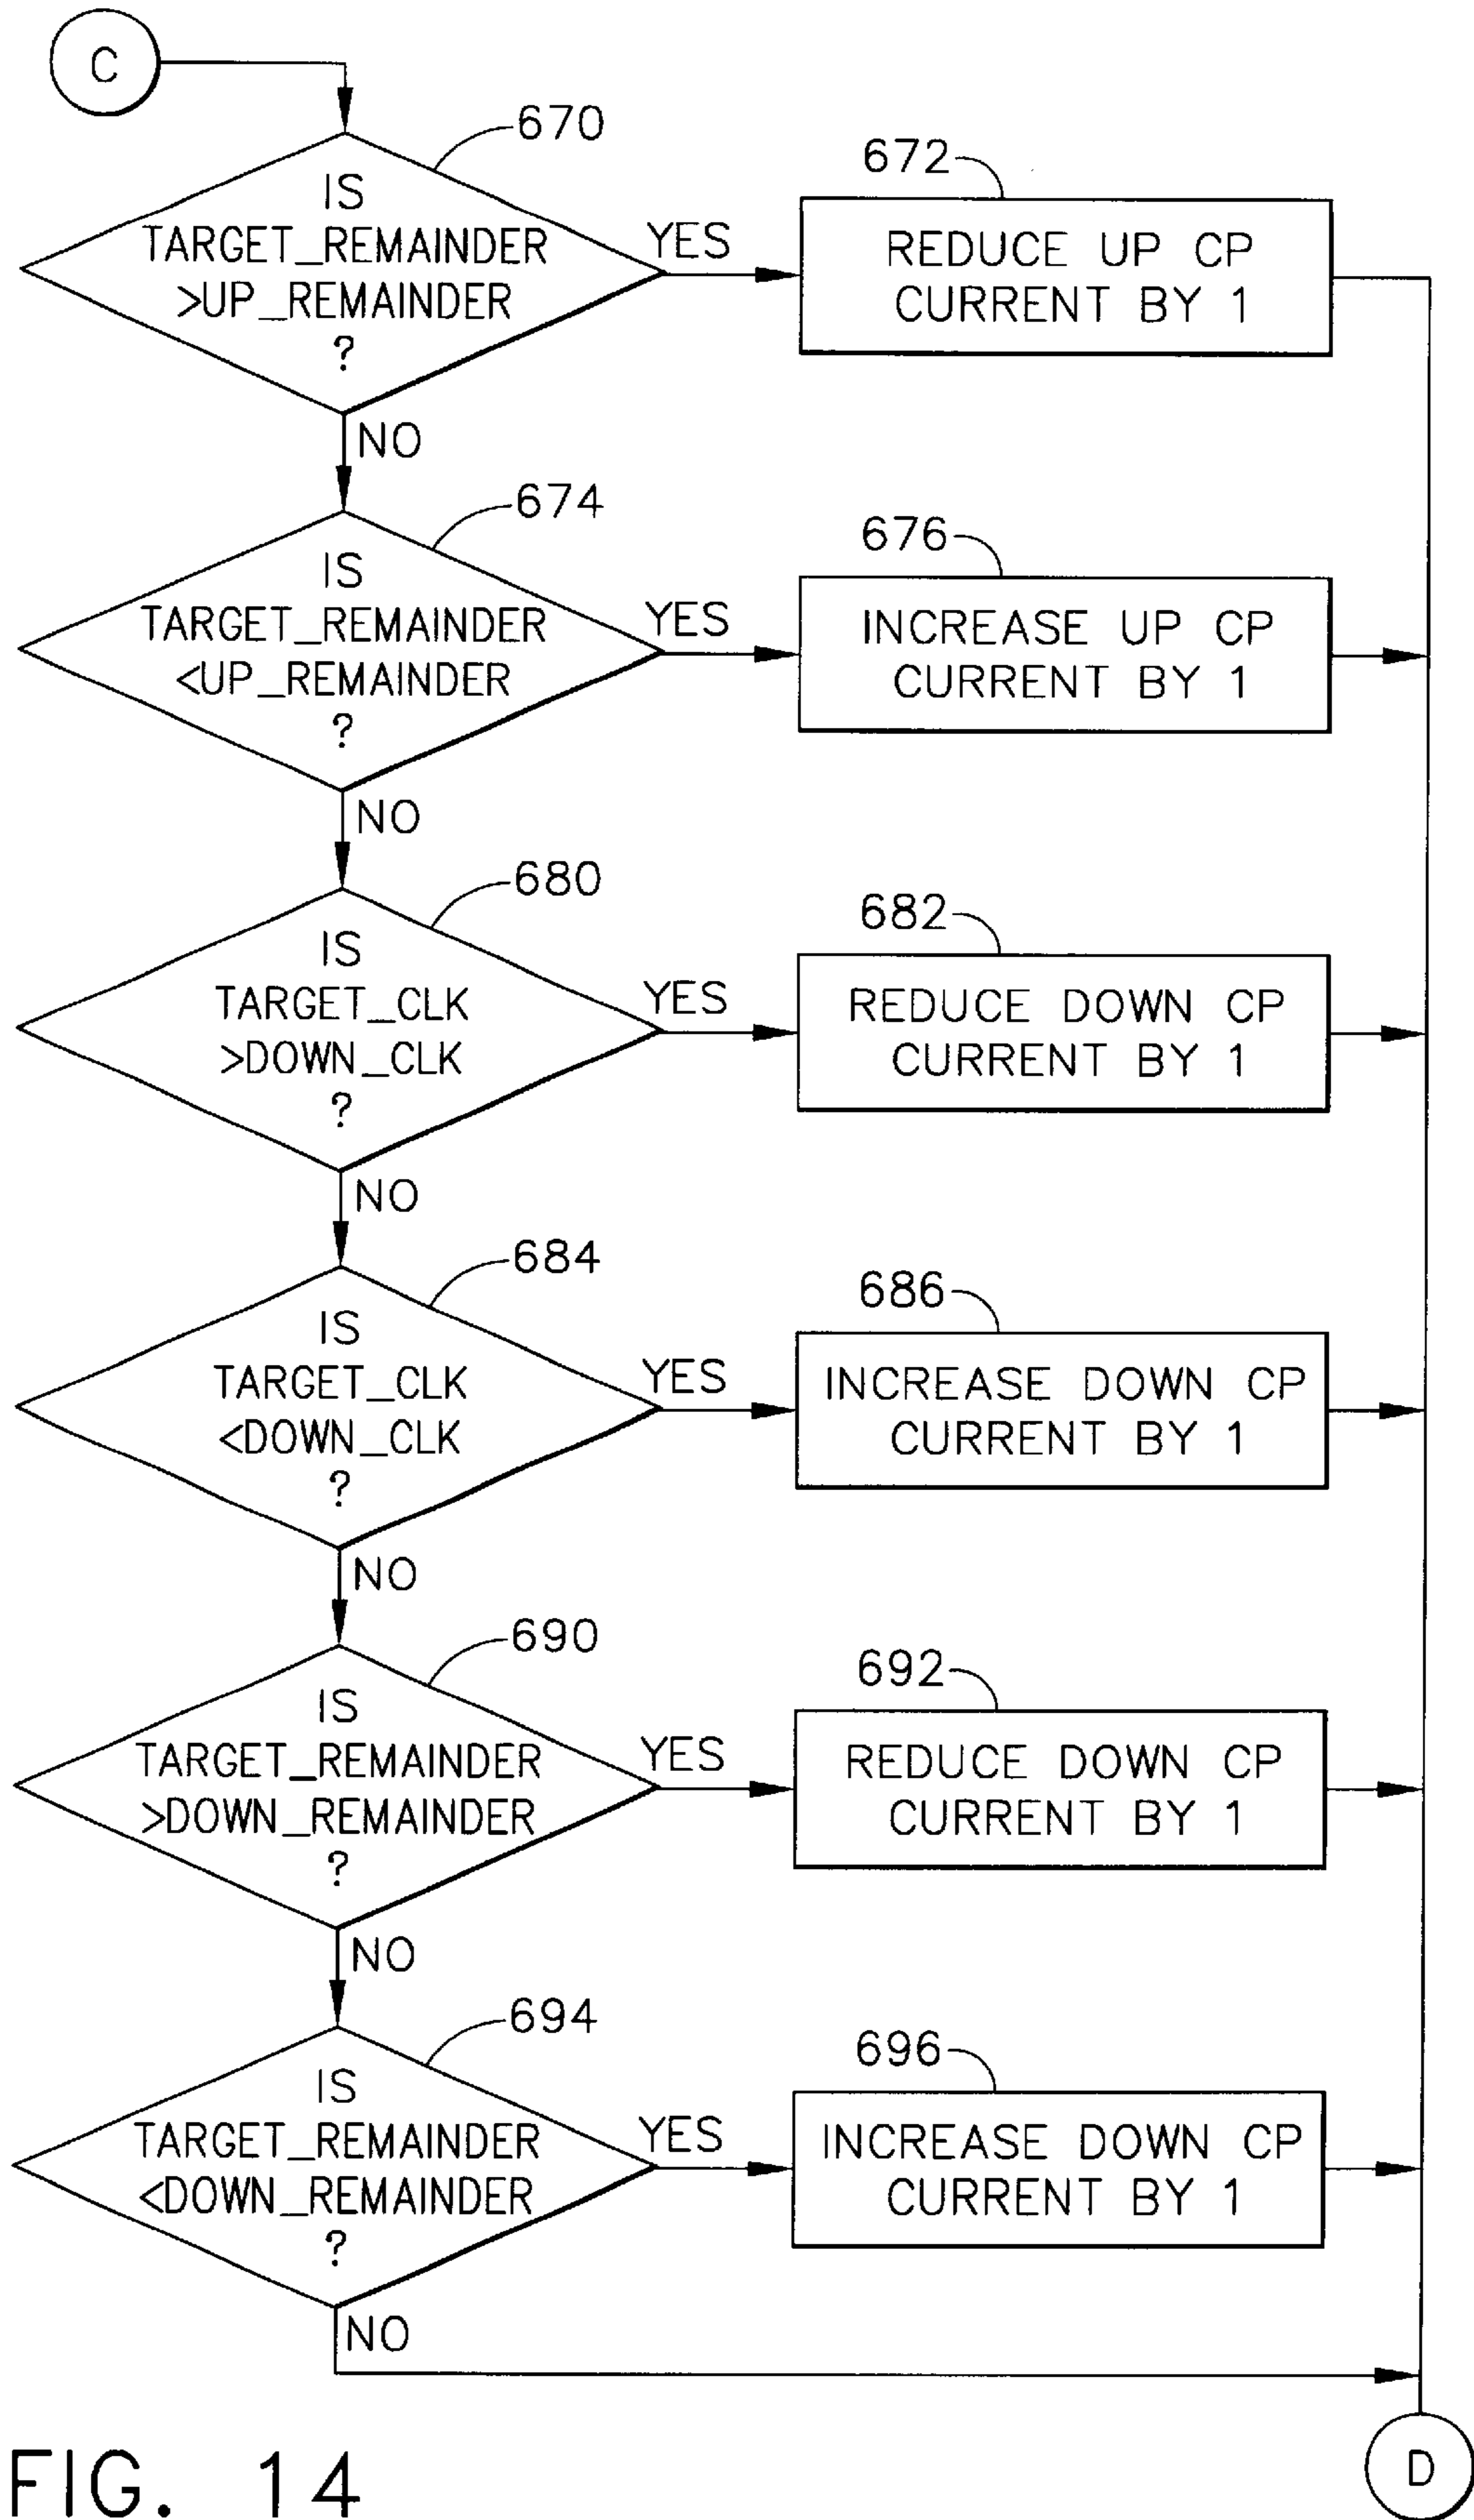 C
670
IS
TARGET_REMAINDER
>UP_REMAINDER
?
YES
672
REDUCE UP CP
CURRENT BY 1
NO
674
IS
TARGET_REMAINDER
<UP_REMAINDER
?
YES
676
INCREASE UP CP
CURRENT BY 1
NO
680
IS
TARGET_CLK
>DOWN_CLK
?
YES
682
REDUCE DOWN CP
CURRENT BY 1
NO
684
IS
TARGET_CLK
<DOWN_CLK
?
YES
686
INCREASE DOWN CP
CURRENT BY 1
NO
690
IS
TARGET_REMAINDER
>DOWN_REMAINDER
?
YES
692
REDUCE DOWN CP
CURRENT BY 1
NO
694
IS
TARGET_REMAINDER
<DOWN_REMAINDER
?
YES
696
INCREASE DOWN CP
CURRENT BY 1
NO
D
FIG. 14